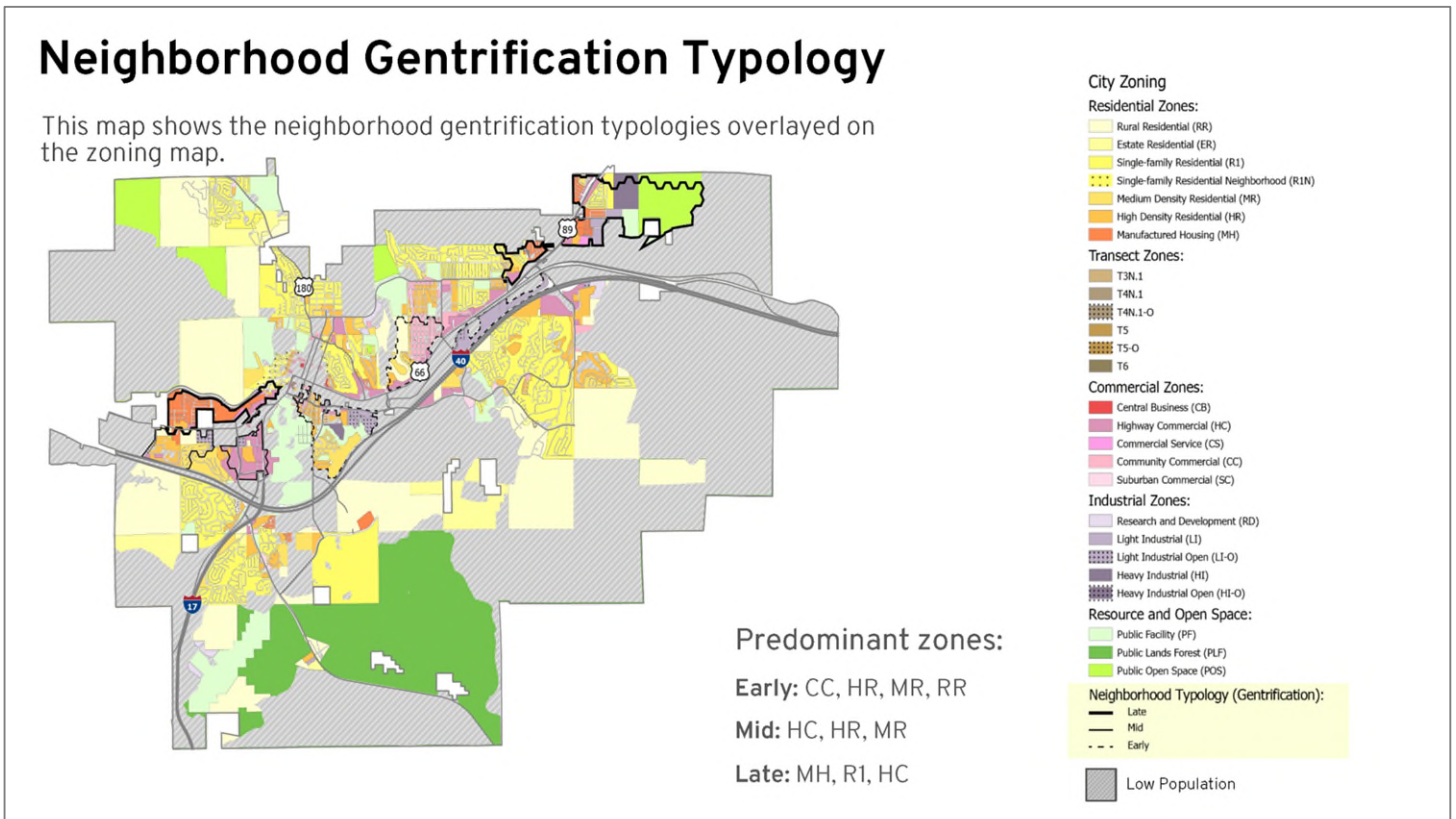 Neighborhood Gentrification Typology
This map shows the neighborhood gentrification typologies overlayed on
the zoning map.
89
180
66
40
17
Predominant zones:
Early: CC, HR, MR, RR
Mid: HC, HR, MR
Late: MH, R1, HC
City Zoning
Residential Zones:
Rural Residential (RR)
Estate Residential (ER)
Single-family Residential (R1)
Single-family Residential Neighborhood (R1N)
Medium Density Residential (MR)
High Density Residential (HR)
Manufactured Housing (MH)
Transect Zones:
T3N.1
T4N.1
T4N.1-O
T5
T5-O
T6
Commercial Zones:
Central Business (CB)
Highway Commercial (HC)
Commercial Service (CS)
Community Commercial (CC)
Suburban Commercial (SC)
Industrial Zones:
Research and Development (RD)
Light Industrial (LI)
Light Industrial Open (LI-O)
Heavy Industrial (HI)
Heavy Industrial Open (HI-O)
Resource and Open Space:
Public Facility (PF)
Public Lands Forest (PLF)
Public Open Space (POS)
Neighborhood Typology (Gentrification):
Late
Mid
Early
Low Population